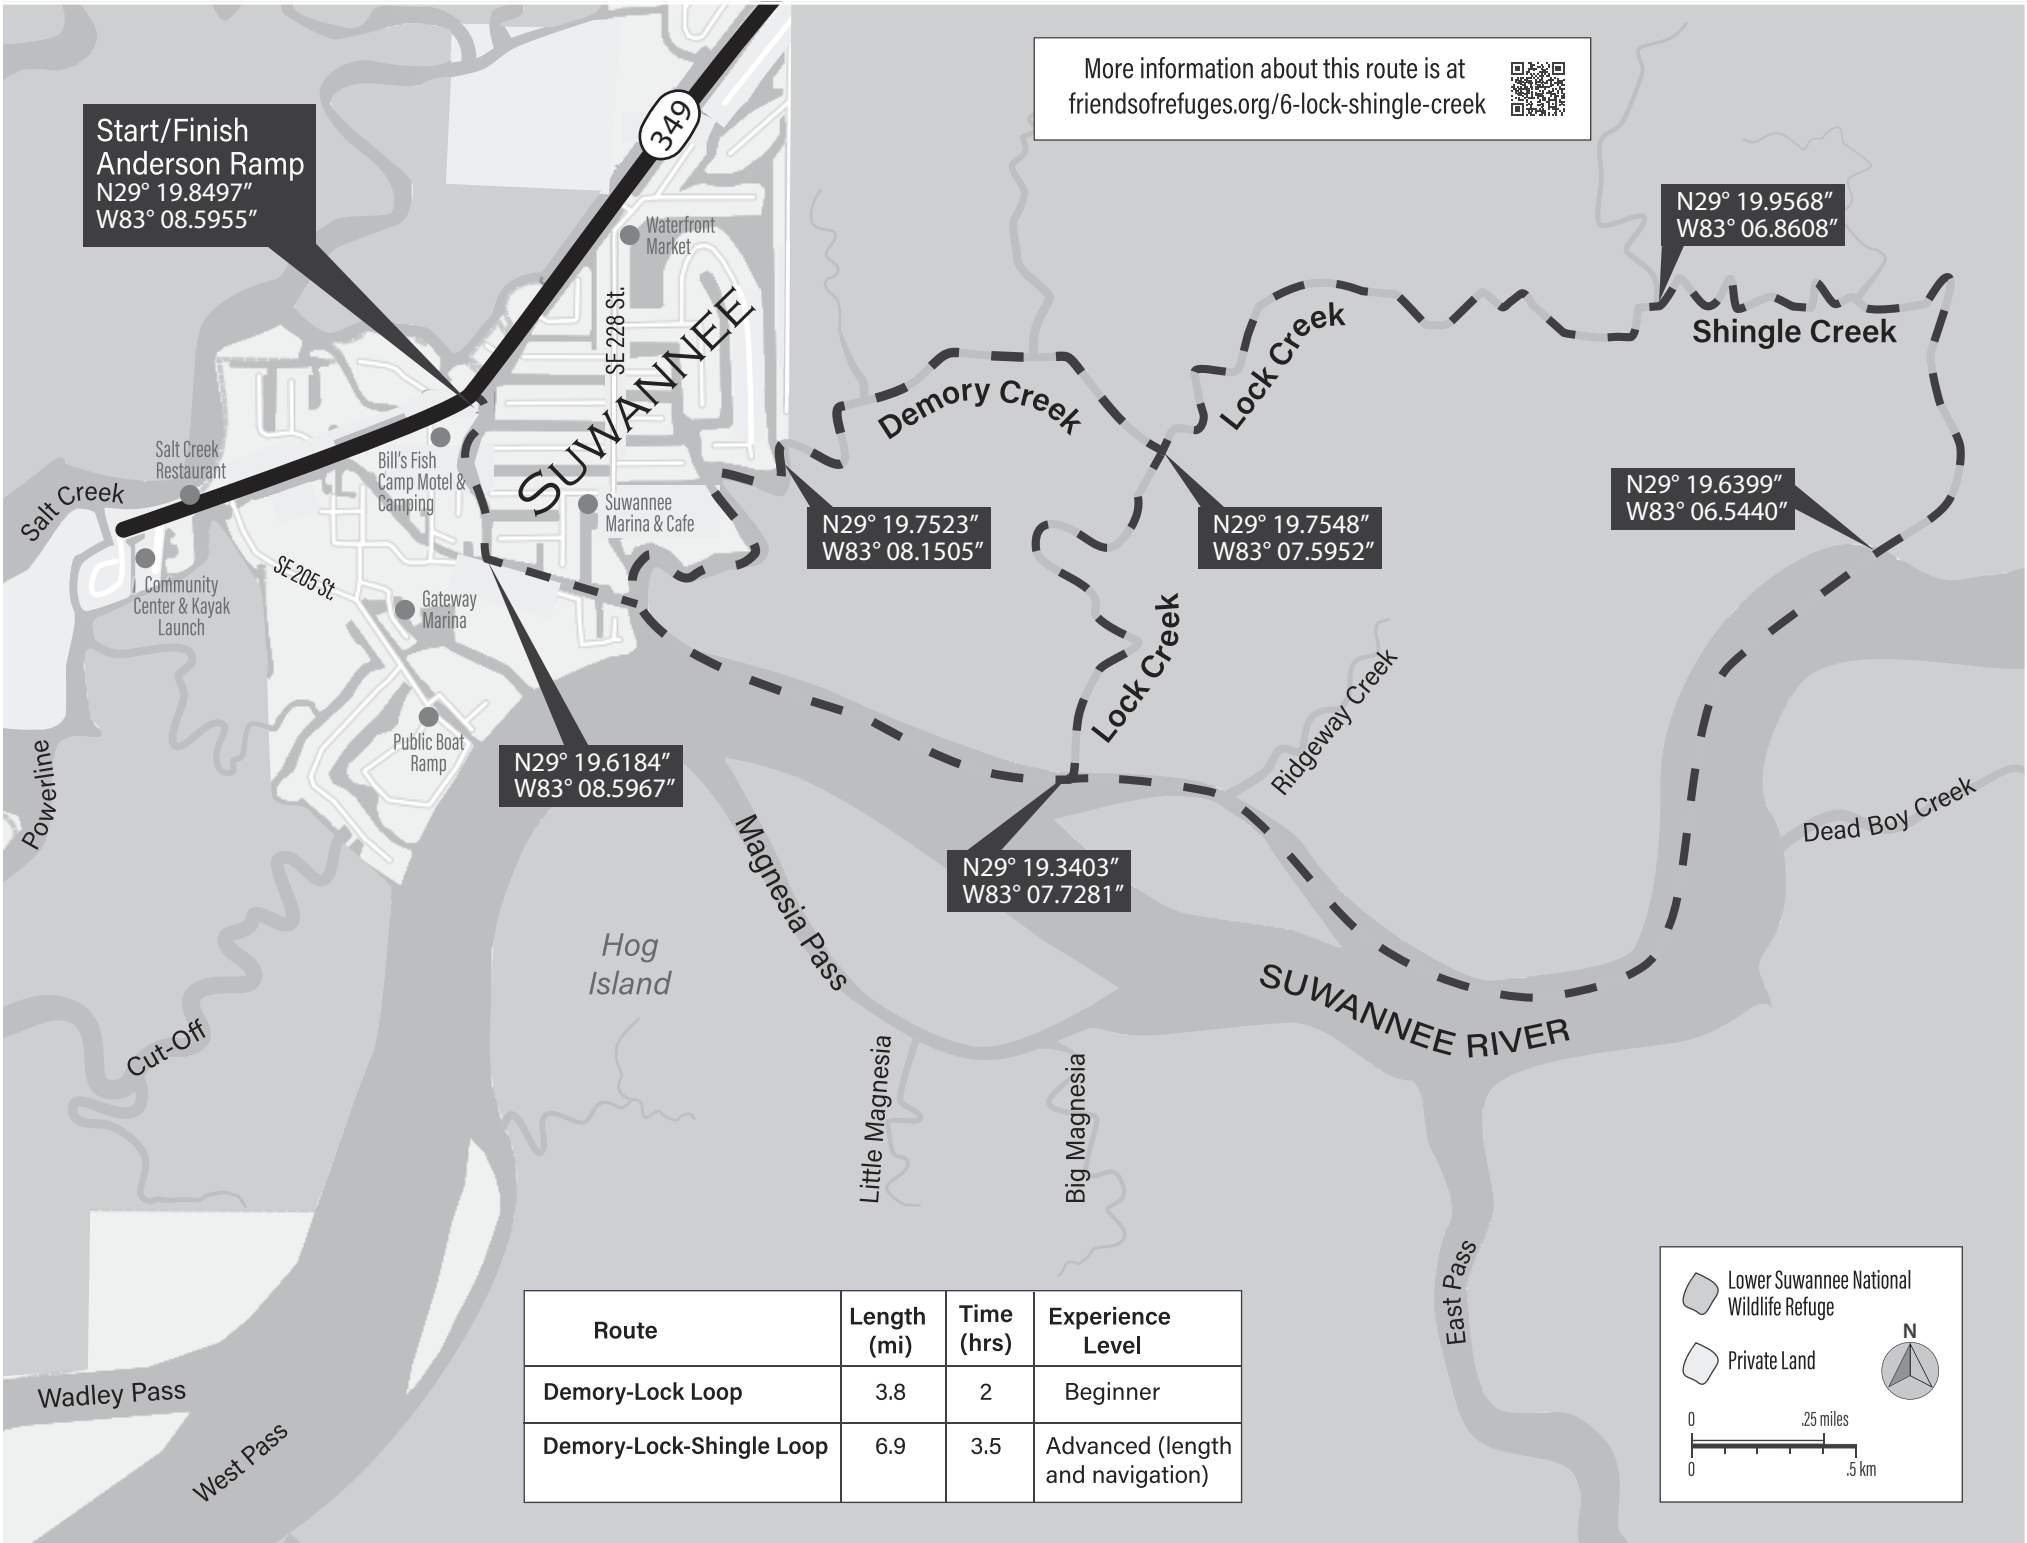 More information about this route is at
friendsofrefuges.org/6-lock-shingle-creek
349
Start/Finish
Anderson Ramp
N29° 19.8497”
W83° 08.5955”
Waterfront
Market
SE 228 St.
SUWANNEE
N29° 19.9568”
W83° 06.8608”
Shingle Creek
Lock Creek
Demory Creek
Salt Creek
Restaurant
Salt Creek
Bill's Fish
Camp Motel &
Camping
Suwannee
Marina & Cafe
N29° 19.7523”
W83° 08.1505”
N29° 19.7548”
W83° 07.5952”
N29° 19.6399”
W83° 06.5440”
Community
Center & Kayak
Launch
SE 205 St.
Gateway
Marina
Lock Creek
Ridgeway Creek
Public Boat
Ramp
Powerline
N29° 19.6184”
W83° 08.5967”
Dead Boy Creek
Magnesia Pass
N29° 19.3403”
W83° 07.7281”
Hog
Island
SUWANNEE RIVER
Cut-Off
Little Magnesia
Big Magnesia
East Pass
Wadley Pass
West Pass
Route
Length
(mi)
Time
(hrs)
Experience
Level
Demory-Lock Loop
3.8
2
Beginner
Demory-Lock-Shingle Loop
6.9
3.5
Advanced (length
and navigation)
Lower Suwannee National
Wildlife Refuge
Private Land
N
0
.25 miles
0
.5 km